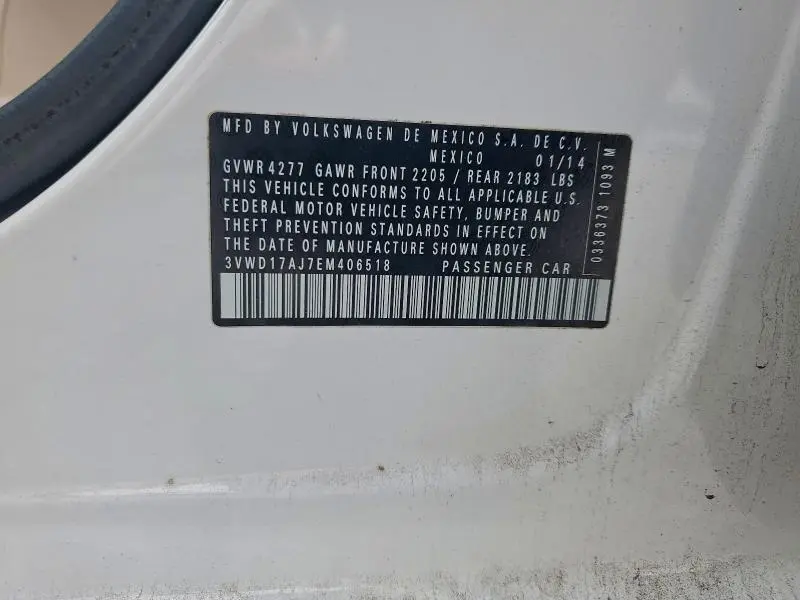 MFD BY VOLKSWAGEN DE MEXICO S.A. DE C.V.
MEXICO 01/14
GVWR 4277 GAWR FRONT 2205 / REAR 2183 LBS
THIS VEHICLE CONFORMS TO ALL APPLICABLE U.S.
FEDERAL MOTOR VEHICLE SAFETY, BUMPER AND
THEFT PREVENTION STANDARDS IN EFFECT ON
THE DATE OF MANUFACTURE SHOWN ABOVE.
3VWD17AJ7EM406518 PASSENGER CAR
0336373 1093 M